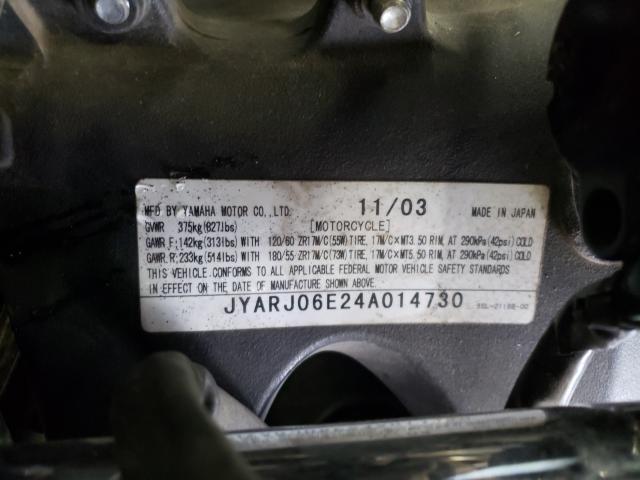 MFD BY YAMAHA MOTOR CO.,LTD. 11/03 MADE IN JAPAN
GVWR 375kg(827lbs) [MOTORCYCLE]
GAWR F:142kg(313lbs) WITH 120/60 ZR17M/C(55W)TIRE, 17M/C×MT3.50 RIM, AT 290kPa(42psi) COLD
GAWR R:233kg(514lbs) WITH 180/55 ZR17M/C(73W)TIRE, 17M/C×MT5.50 RIM, AT 290kPa(42psi) COLD
THIS VEHICLE CONFORMS TO ALL APPLICABLE FEDERAL MOTOR VEHICLE SAFETY STANDARDS
IN EFFECT ON THE DATE OF MANUFACTURE SHOWN ABOVE.
JYARJ06E24A014730